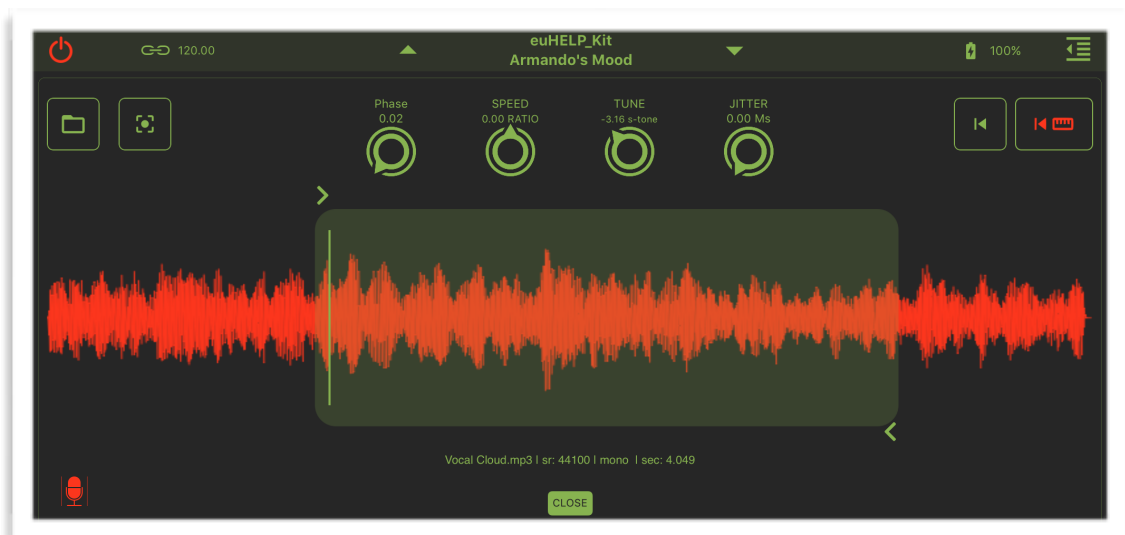 120.00
euHELP_Kit
Armando's Mood
100%
Phase
0.02
SPEED
0.00 RATIO
TUNE
-3.16 s-tone
JITTER
0.00 Ms
Vocal Cloud.mp3 | sr: 44100 | mono | sec: 4.049
CLOSE